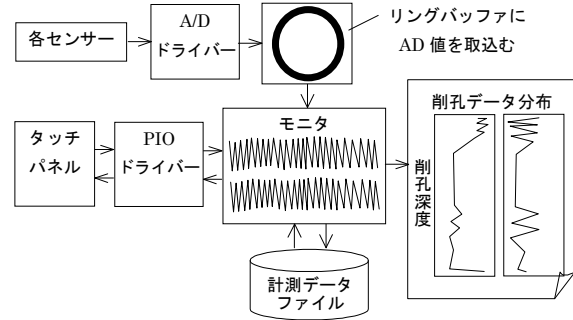 各センサー
A/D
ドライバー
リングバッファに
AD 値を取込む
タッチ
パネル
PIO
ドライバー
モニタ
削孔データ分布
削孔深度
計測データ
ファイル